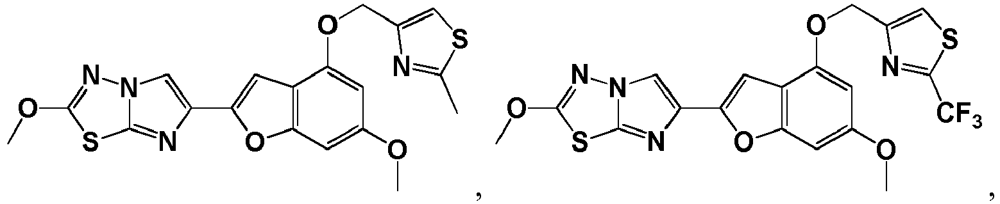 O O
S S
N N N N
N N
O O CF₃
S N O S N O
O O
, ,